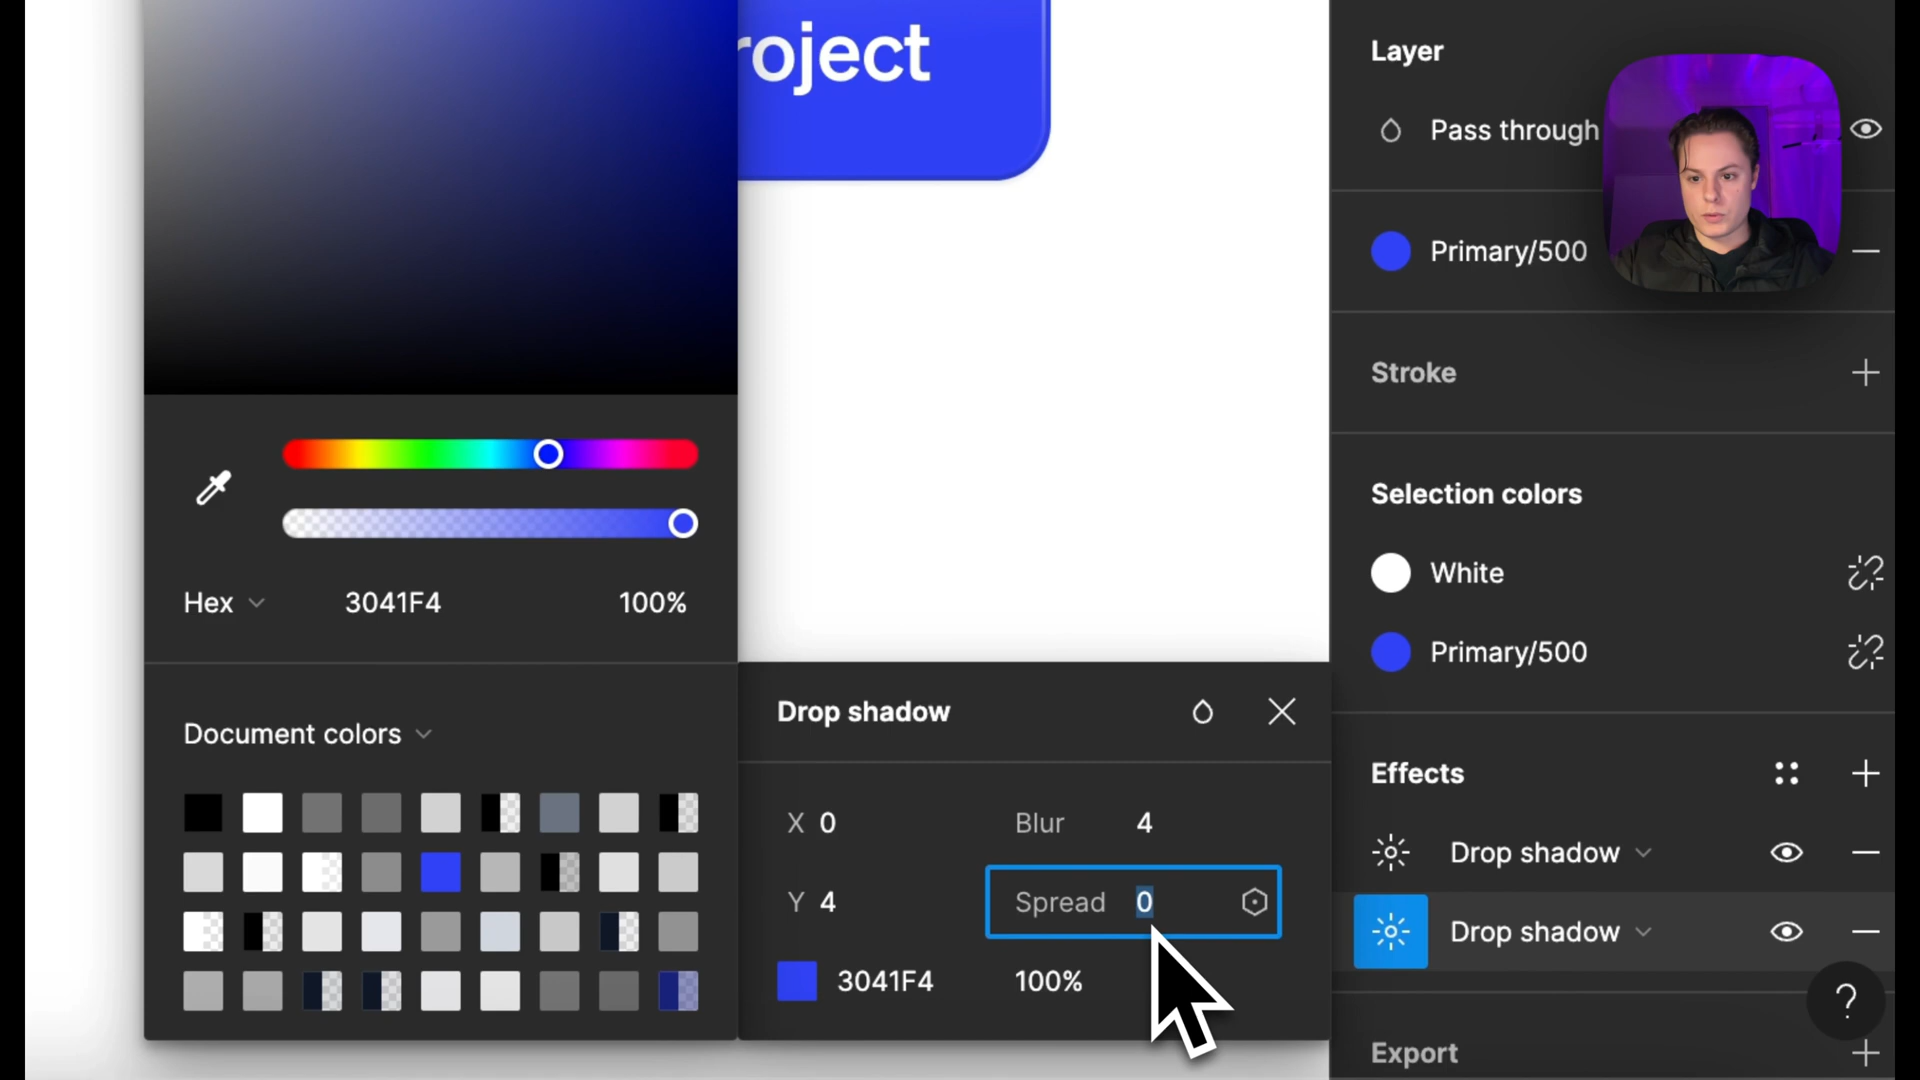 roject
Hex
3041F4
100%
Document colors
Drop shadow
X 0
Blur 4
Y 4
Spread 0
3041F4
100%
Layer
Pass through
Primary/500
Stroke
Selection colors
White
Primary/500
Effects
Drop shadow
Drop shadow
Export
?